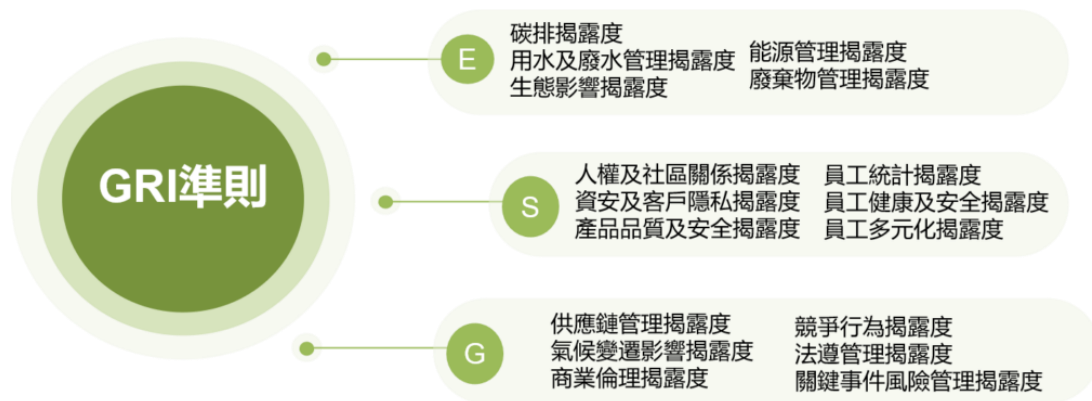 GRI準則
E
碳排揭露度
用水及廢水管理揭露度
生態影響揭露度
能源管理揭露度
廢棄物管理揭露度
S
人權及社區關係揭露度
資安及客戶隱私揭露度
產品品質及安全揭露度
員工統計揭露度
員工健康及安全揭露度
員工多元化揭露度
G
供應鏈管理揭露度
氣候變遷影響揭露度
商業倫理揭露度
競爭行為揭露度
法遵管理揭露度
關鍵事件風險管理揭露度